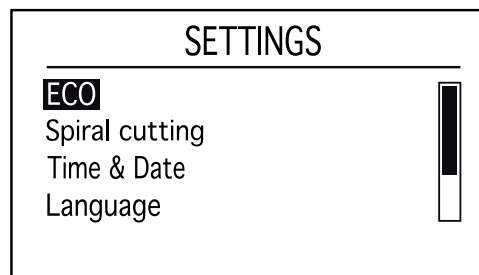 SETTINGS
ECO
Spiral cutting
Time & Date
Language